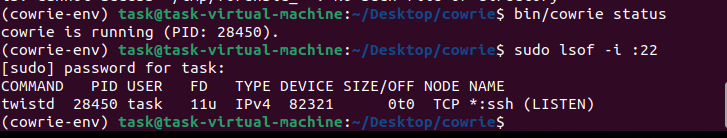 (cowrie-env) task@task-virtual-machine:~/Desktop/cowrie$ bin/cowrie status
cowrie is running (PID: 28450).
(cowrie-env) task@task-virtual-machine:~/Desktop/cowrie$ sudo lsof -i :22
[sudo] password for task:
COMMAND   PID USER   FD   TYPE DEVICE SIZE/OFF NODE NAME
twistd  28450 task   11u  IPv4  82321      0t0  TCP *:ssh (LISTEN)
(cowrie-env) task@task-virtual-machine:~/Desktop/cowrie$